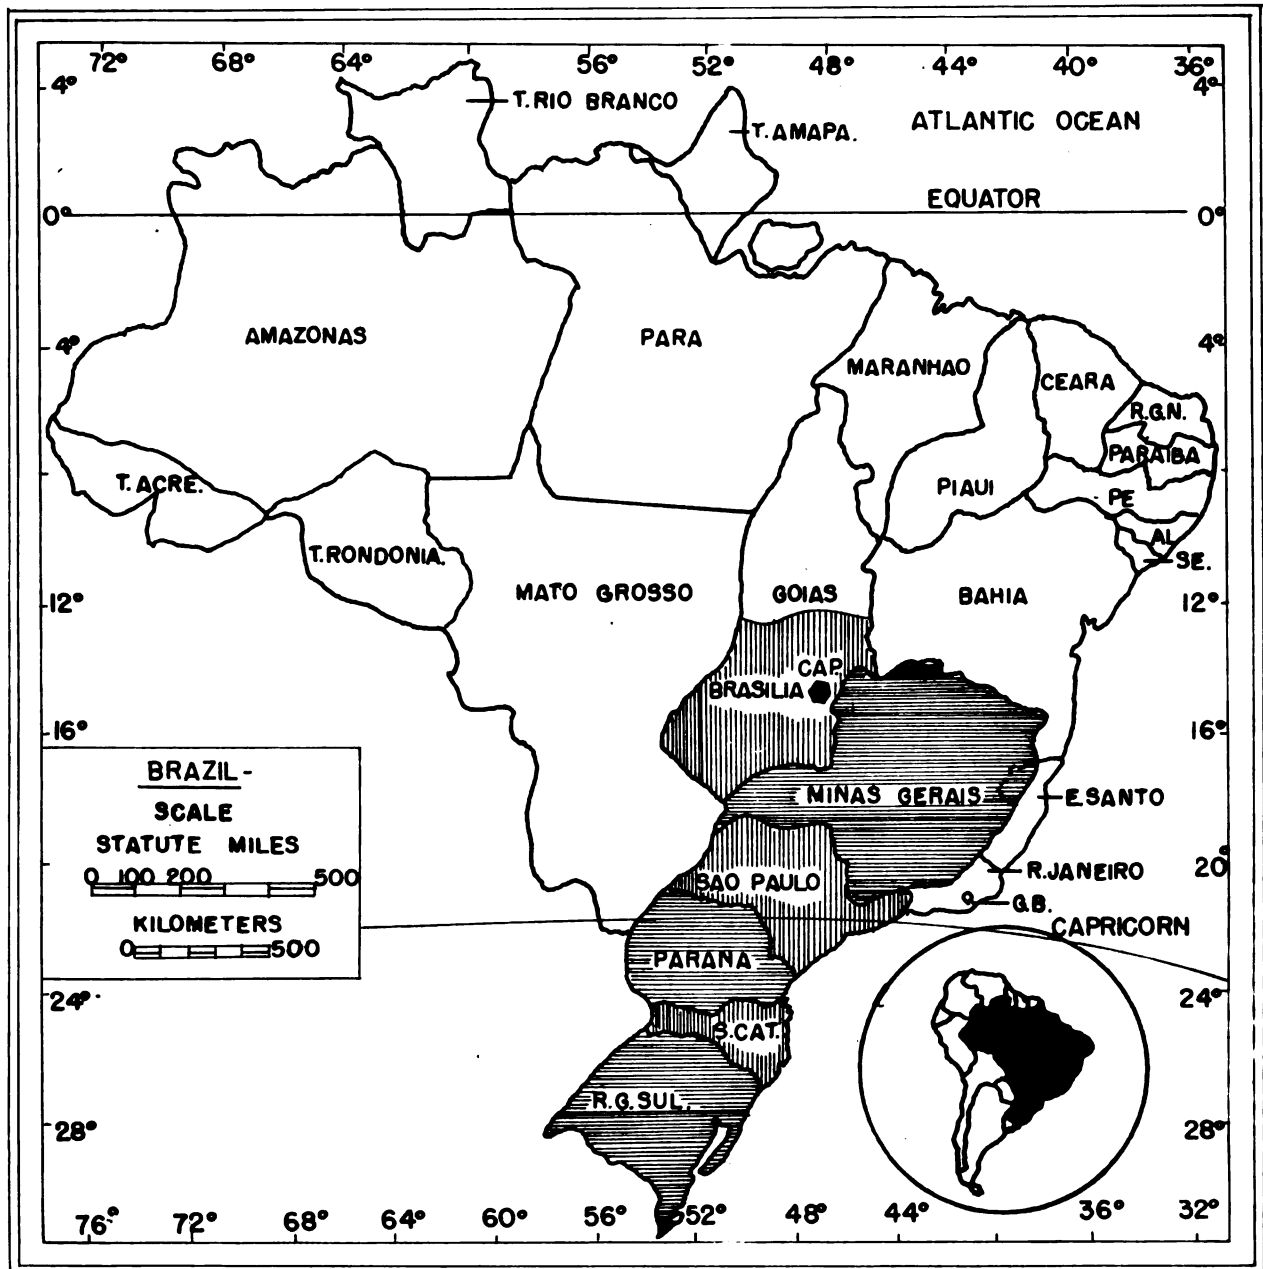 72° 68° 64° 56° 52° 48° 44° 40° 36°
4° 4°
T. RIO BRANCO
T. AMAPA.
ATLANTIC OCEAN
EQUATOR
0° 0°
AMAZONAS
PARA
4° 4°
MARANHAO
CEARA
R.G.N.
PARAIBA
T. ACRE.
PIAUI
PE
AL
SE.
T. RONDONIA.
MATO GROSSO
GOIAS
BAHIA
12° 12°
CAP.
BRASILIA
16° 16°
BRAZIL-
SCALE
STATUTE MILES
0 100 200 500
KILOMETERS
0 500
MINAS GERAIS
E.SANTO
20°
SAO PAULO
R.JANEIRO
G.B.
CAPRICORN
PARANA
24° 24°
S.CAT.
R.G.SUL.
28° 28°
76° 72° 68° 64° 60° 56° 52° 48° 44° 36° 32°